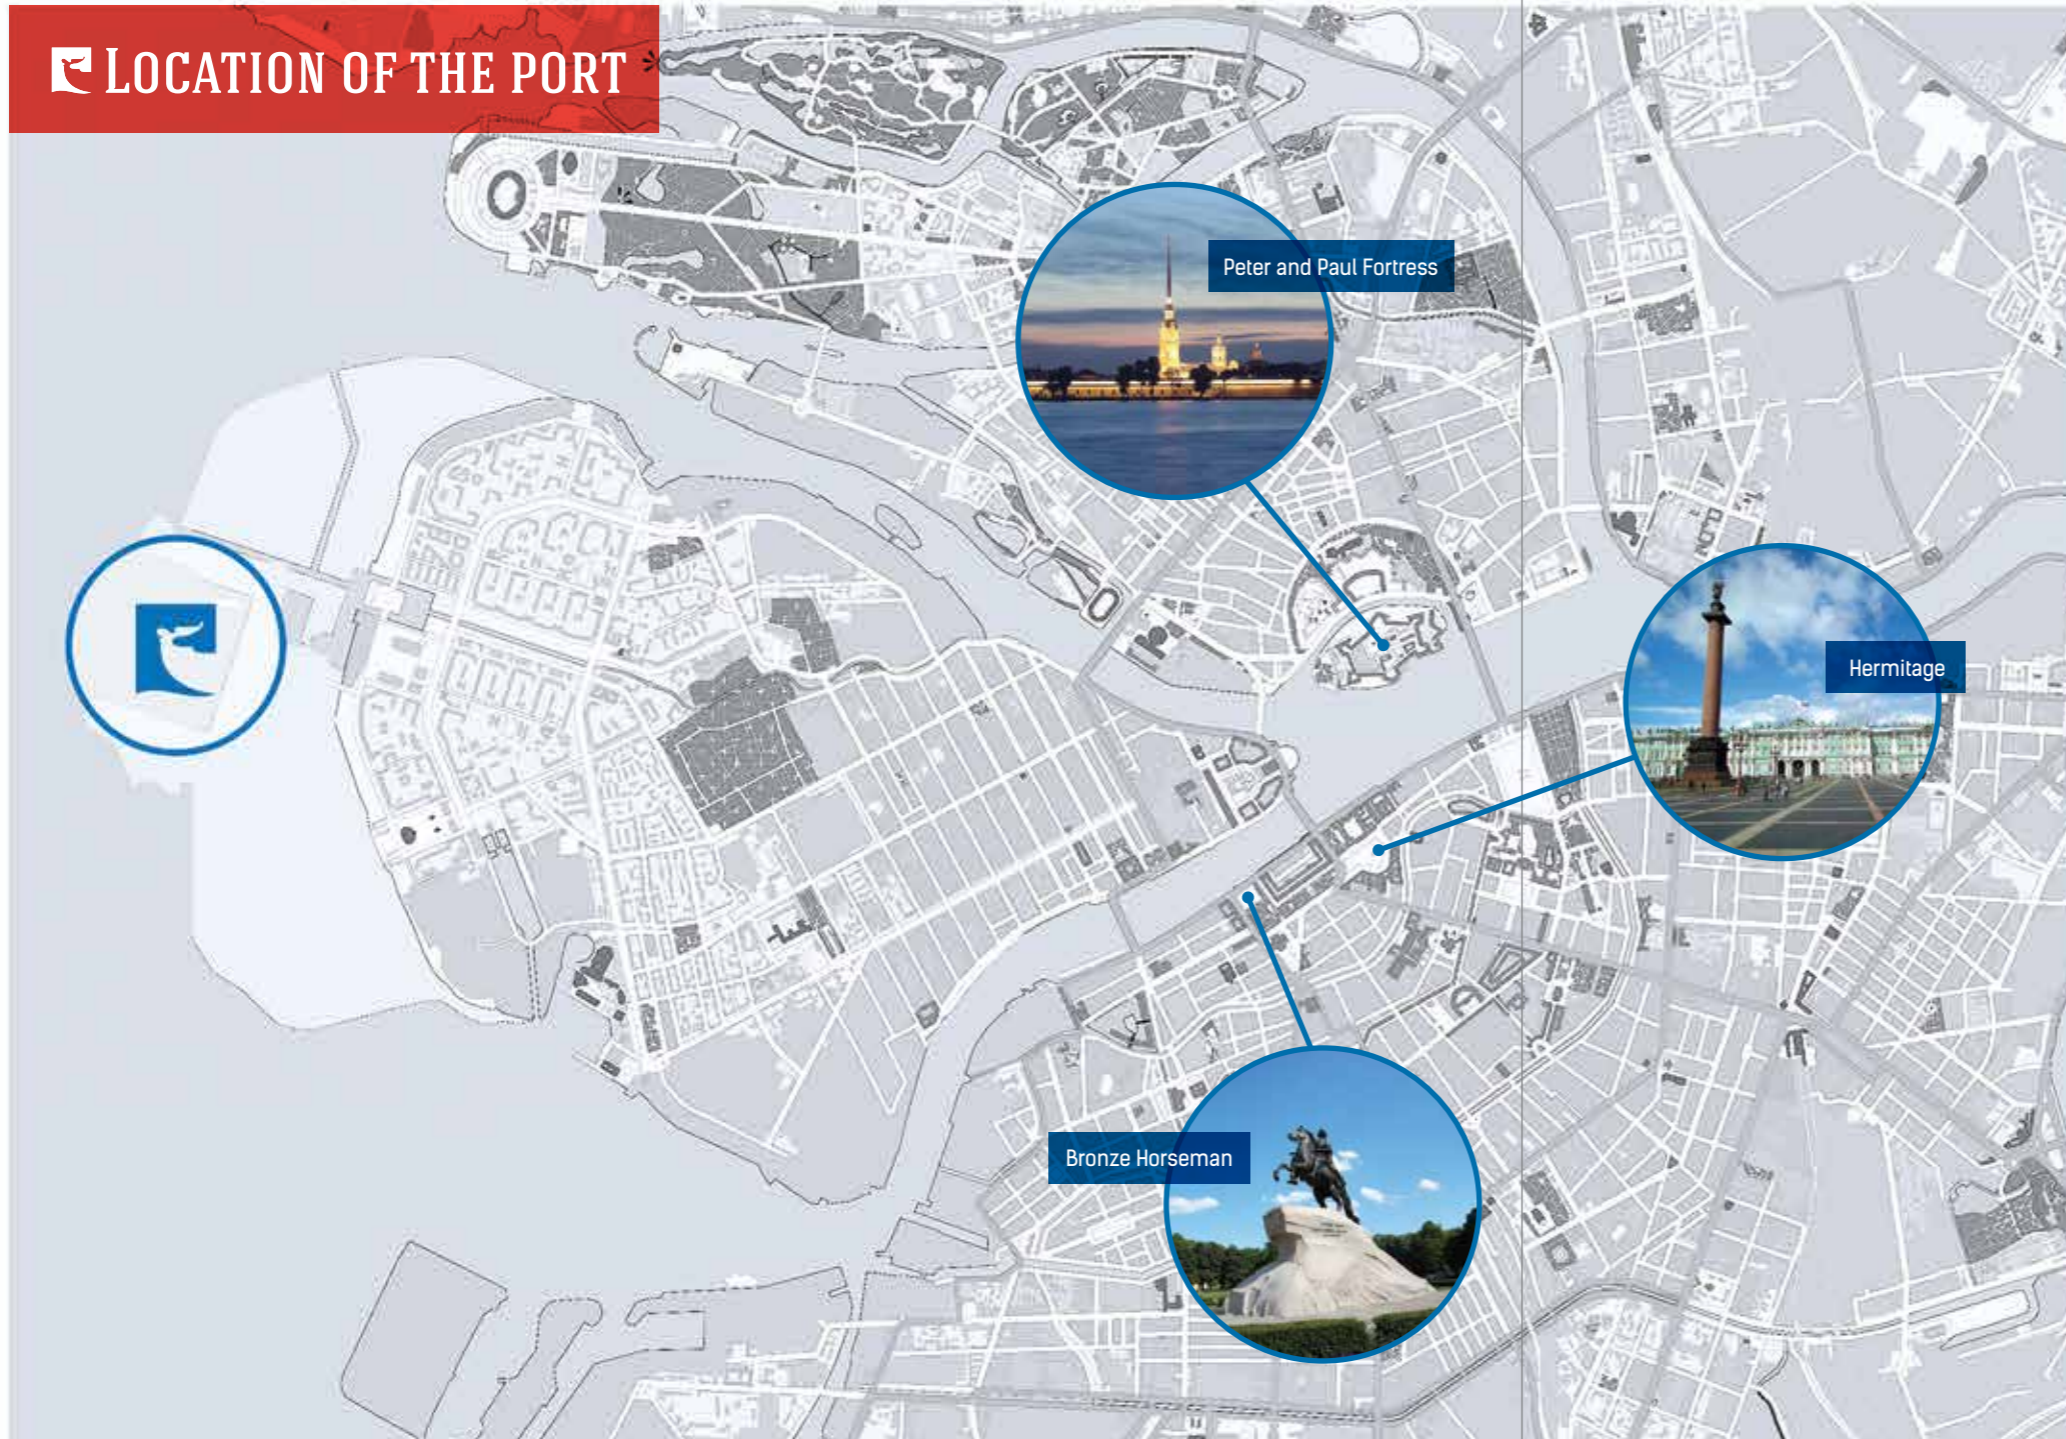 LOCATION OF THE PORT
Peter and Paul Fortress
Hermitage
Bronze Horseman